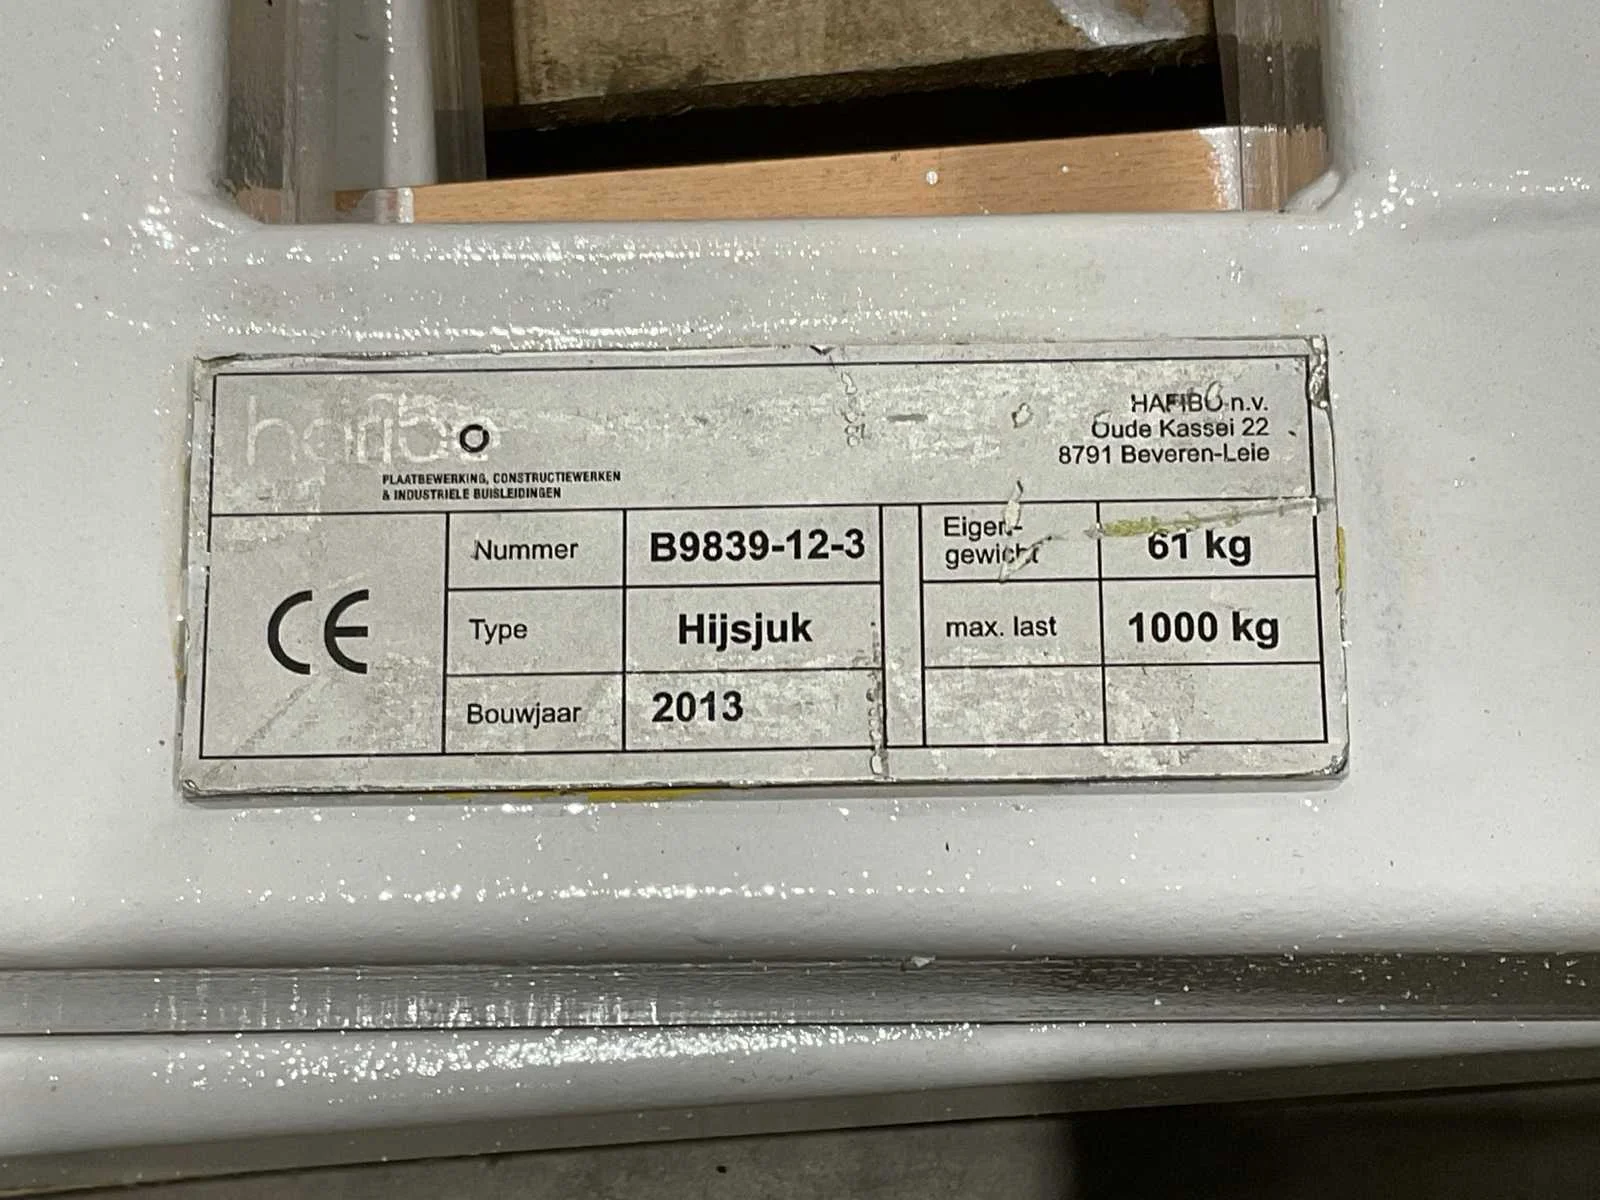 hafibo
HAFIBO n.v.
Oude Kassei 22
8791 Beveren-Leie
PLAATBEWERKING, CONSTRUCTIEWERKEN
& INDUSTRIELE BUISLEIDINGEN
CE
Nummer B9839-12-3
Eigen-
gewicht 61 kg
Type Hijsjuk
max. last 1000 kg
Bouwjaar 2013